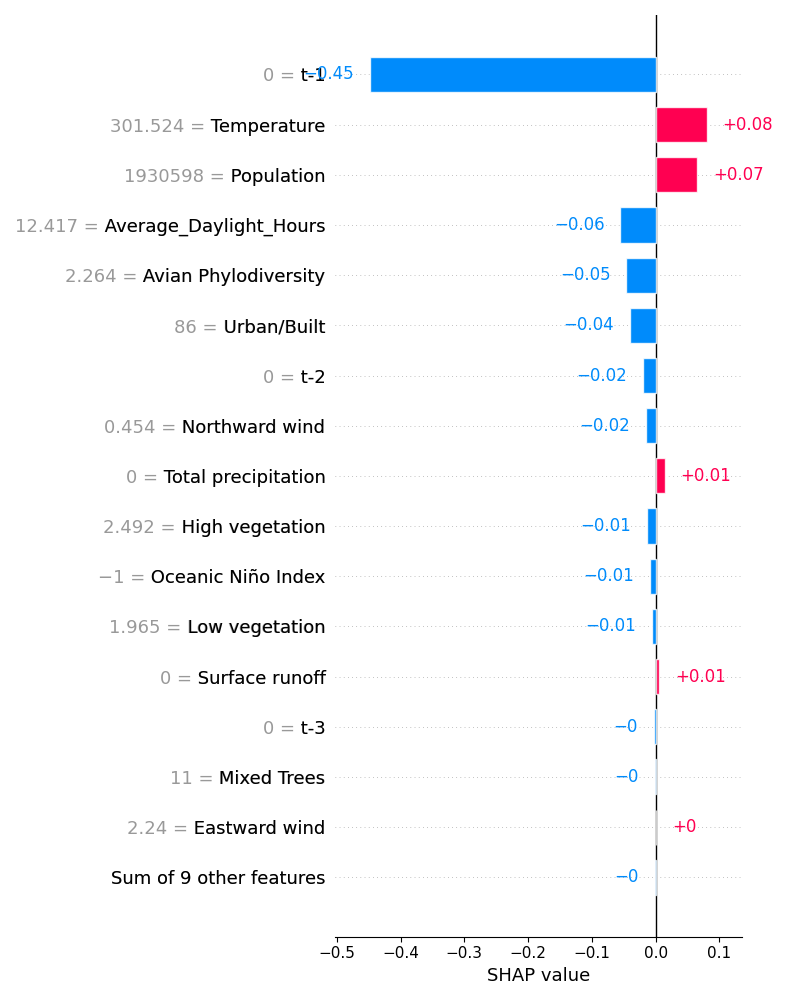 0 = t-1 −0.45
301.524 = Temperature +0.08
1930598 = Population +0.07
12.417 = Average_Daylight_Hours −0.06
2.264 = Avian Phylodiversity −0.05
86 = Urban/Built −0.04
0 = t-2 −0.02
0.454 = Northward wind −0.02
0 = Total precipitation +0.01
2.492 = High vegetation −0.01
−1 = Oceanic Niño Index −0.01
1.965 = Low vegetation −0.01
0 = Surface runoff +0.01
0 = t-3 −0
11 = Mixed Trees −0
2.24 = Eastward wind +0
Sum of 9 other features −0
−0.5 −0.4 −0.3 −0.2 −0.1 0.0 0.1
SHAP value